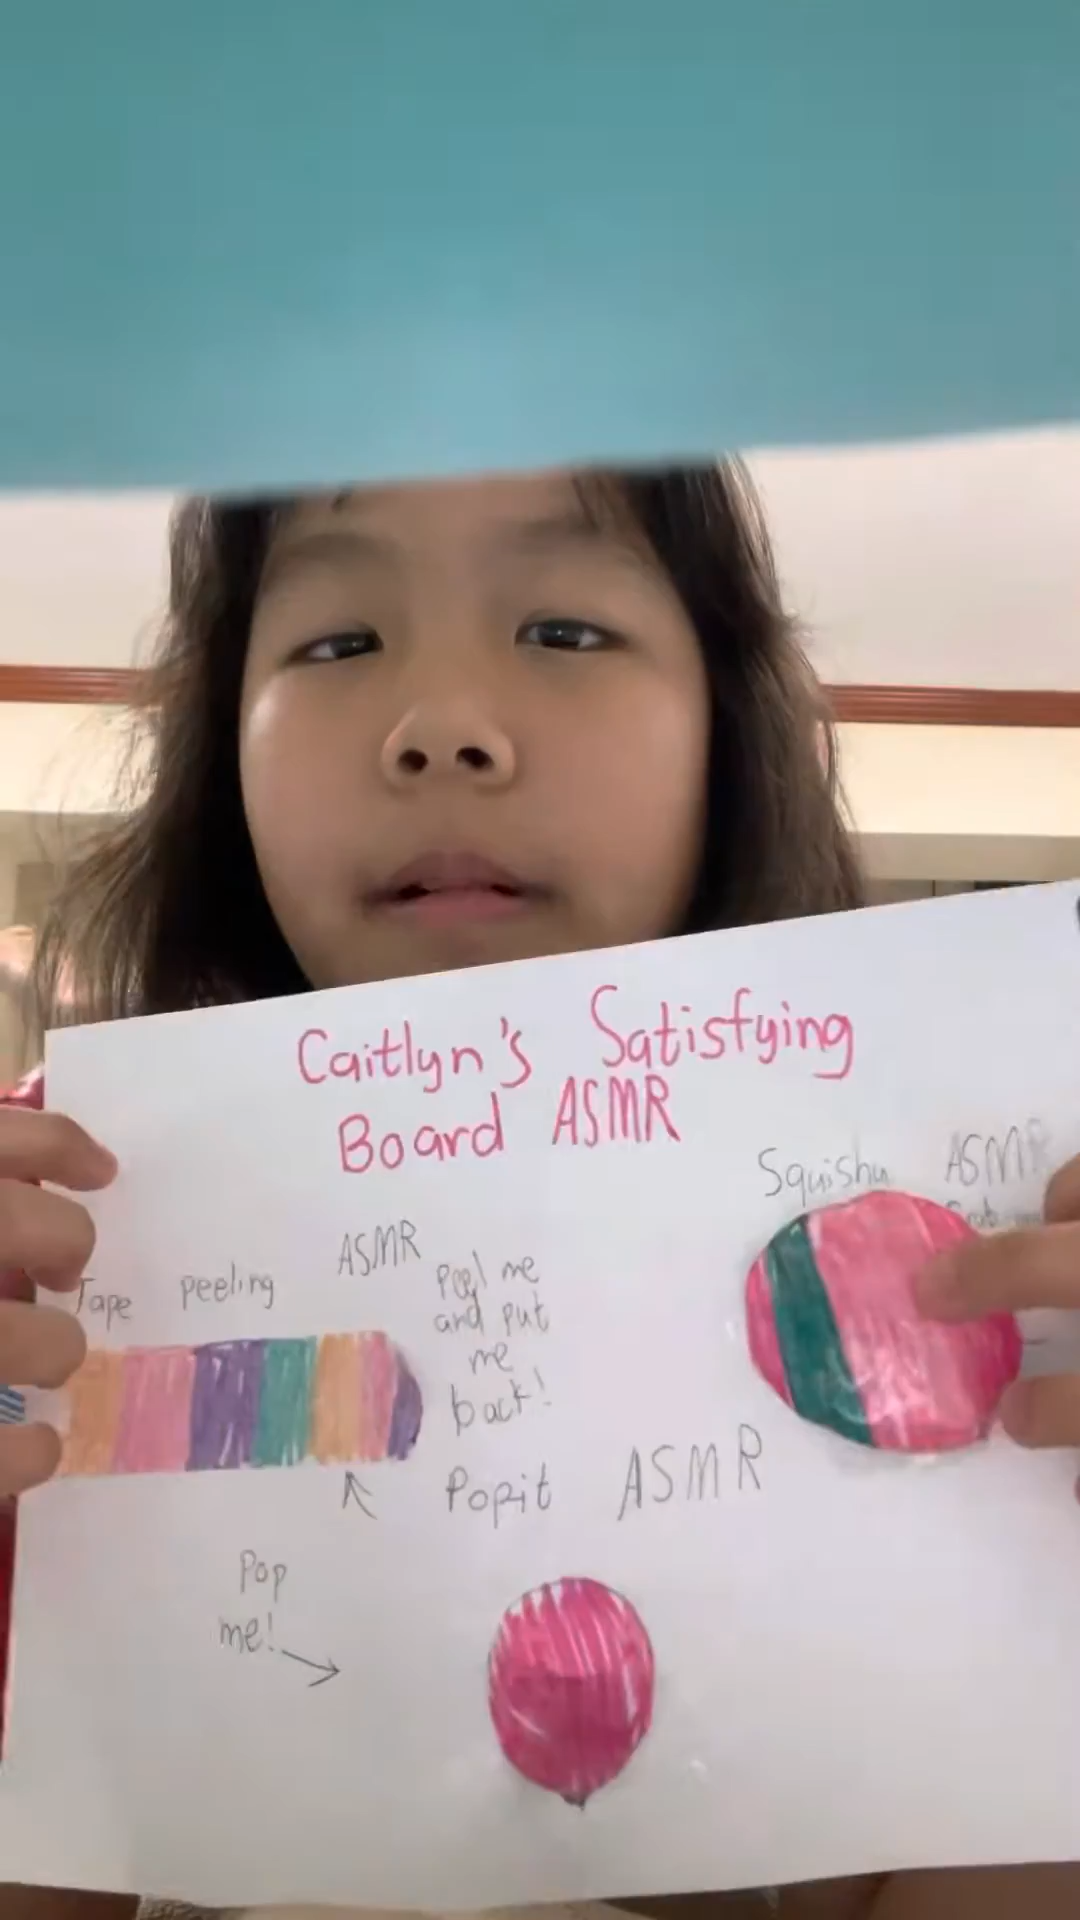 Caitlyn's Satisfying
Board ASMR
Squishy ASMR
Tape peeling ASMR
Peel me
and put
me
back!
Popit ASMR
Pop
me!